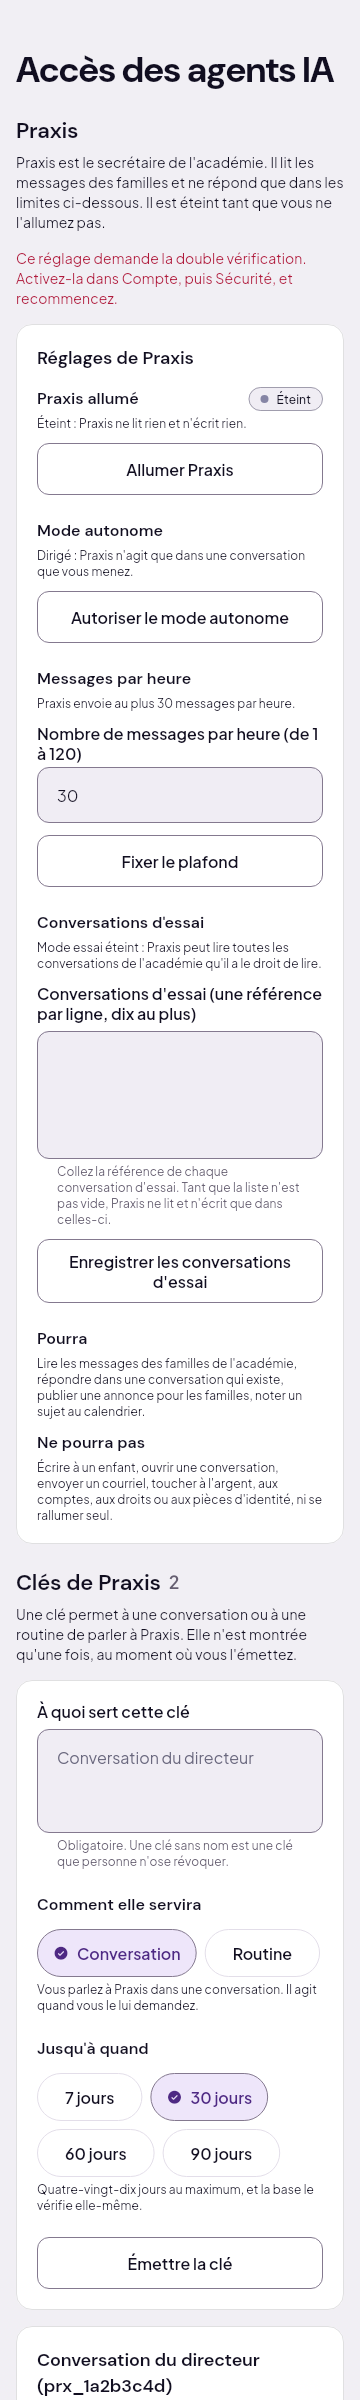 Accès des agents IA
Praxis
Praxis est le secrétaire de l'académie. Il lit les
messages des familles et ne répond que dans les
limites ci-dessous. Il est éteint tant que vous ne
l'allumez pas.
Ce réglage demande la double vérification.
Activez-la dans Compte, puis Sécurité, et
recommencez.
Réglages de Praxis
Praxis allumé
Éteint
Éteint : Praxis ne lit rien et n'écrit rien.
Allumer Praxis
Mode autonome
Dirigé : Praxis n'agit que dans une conversation
que vous menez.
Autoriser le mode autonome
Messages par heure
Praxis envoie au plus 30 messages par heure.
Nombre de messages par heure (de 1
à 120)
30
Fixer le plafond
Conversations d'essai
Mode essai éteint : Praxis peut lire toutes les
conversations de l'académie qu'il a le droit de lire.
Conversations d'essai (une référence
par ligne, dix au plus)
Collez la référence de chaque
conversation d'essai. Tant que la liste n'est
pas vide, Praxis ne lit et n'écrit que dans
celles-ci.
Enregistrer les conversations
d'essai
Pourra
Lire les messages des familles de l'académie,
répondre dans une conversation qui existe,
publier une annonce pour les familles, noter un
sujet au calendrier.
Ne pourra pas
Écrire à un enfant, ouvrir une conversation,
envoyer un courriel, toucher à l'argent, aux
comptes, aux droits ou aux pièces d'identité, ni se
rallumer seul.
Clés de Praxis 2
Une clé permet à une conversation ou à une
routine de parler à Praxis. Elle n'est montrée
qu'une fois, au moment où vous l'émettez.
À quoi sert cette clé
Conversation du directeur
Obligatoire. Une clé sans nom est une clé
que personne n'ose révoquer.
Comment elle servira
Conversation
Routine
Vous parlez à Praxis dans une conversation. Il agit
quand vous le lui demandez.
Jusqu'à quand
7 jours
30 jours
60 jours
90 jours
Quatre-vingt-dix jours au maximum, et la base le
vérifie elle-même.
Émettre la clé
Conversation du directeur
(prx_1a2b3c4d)